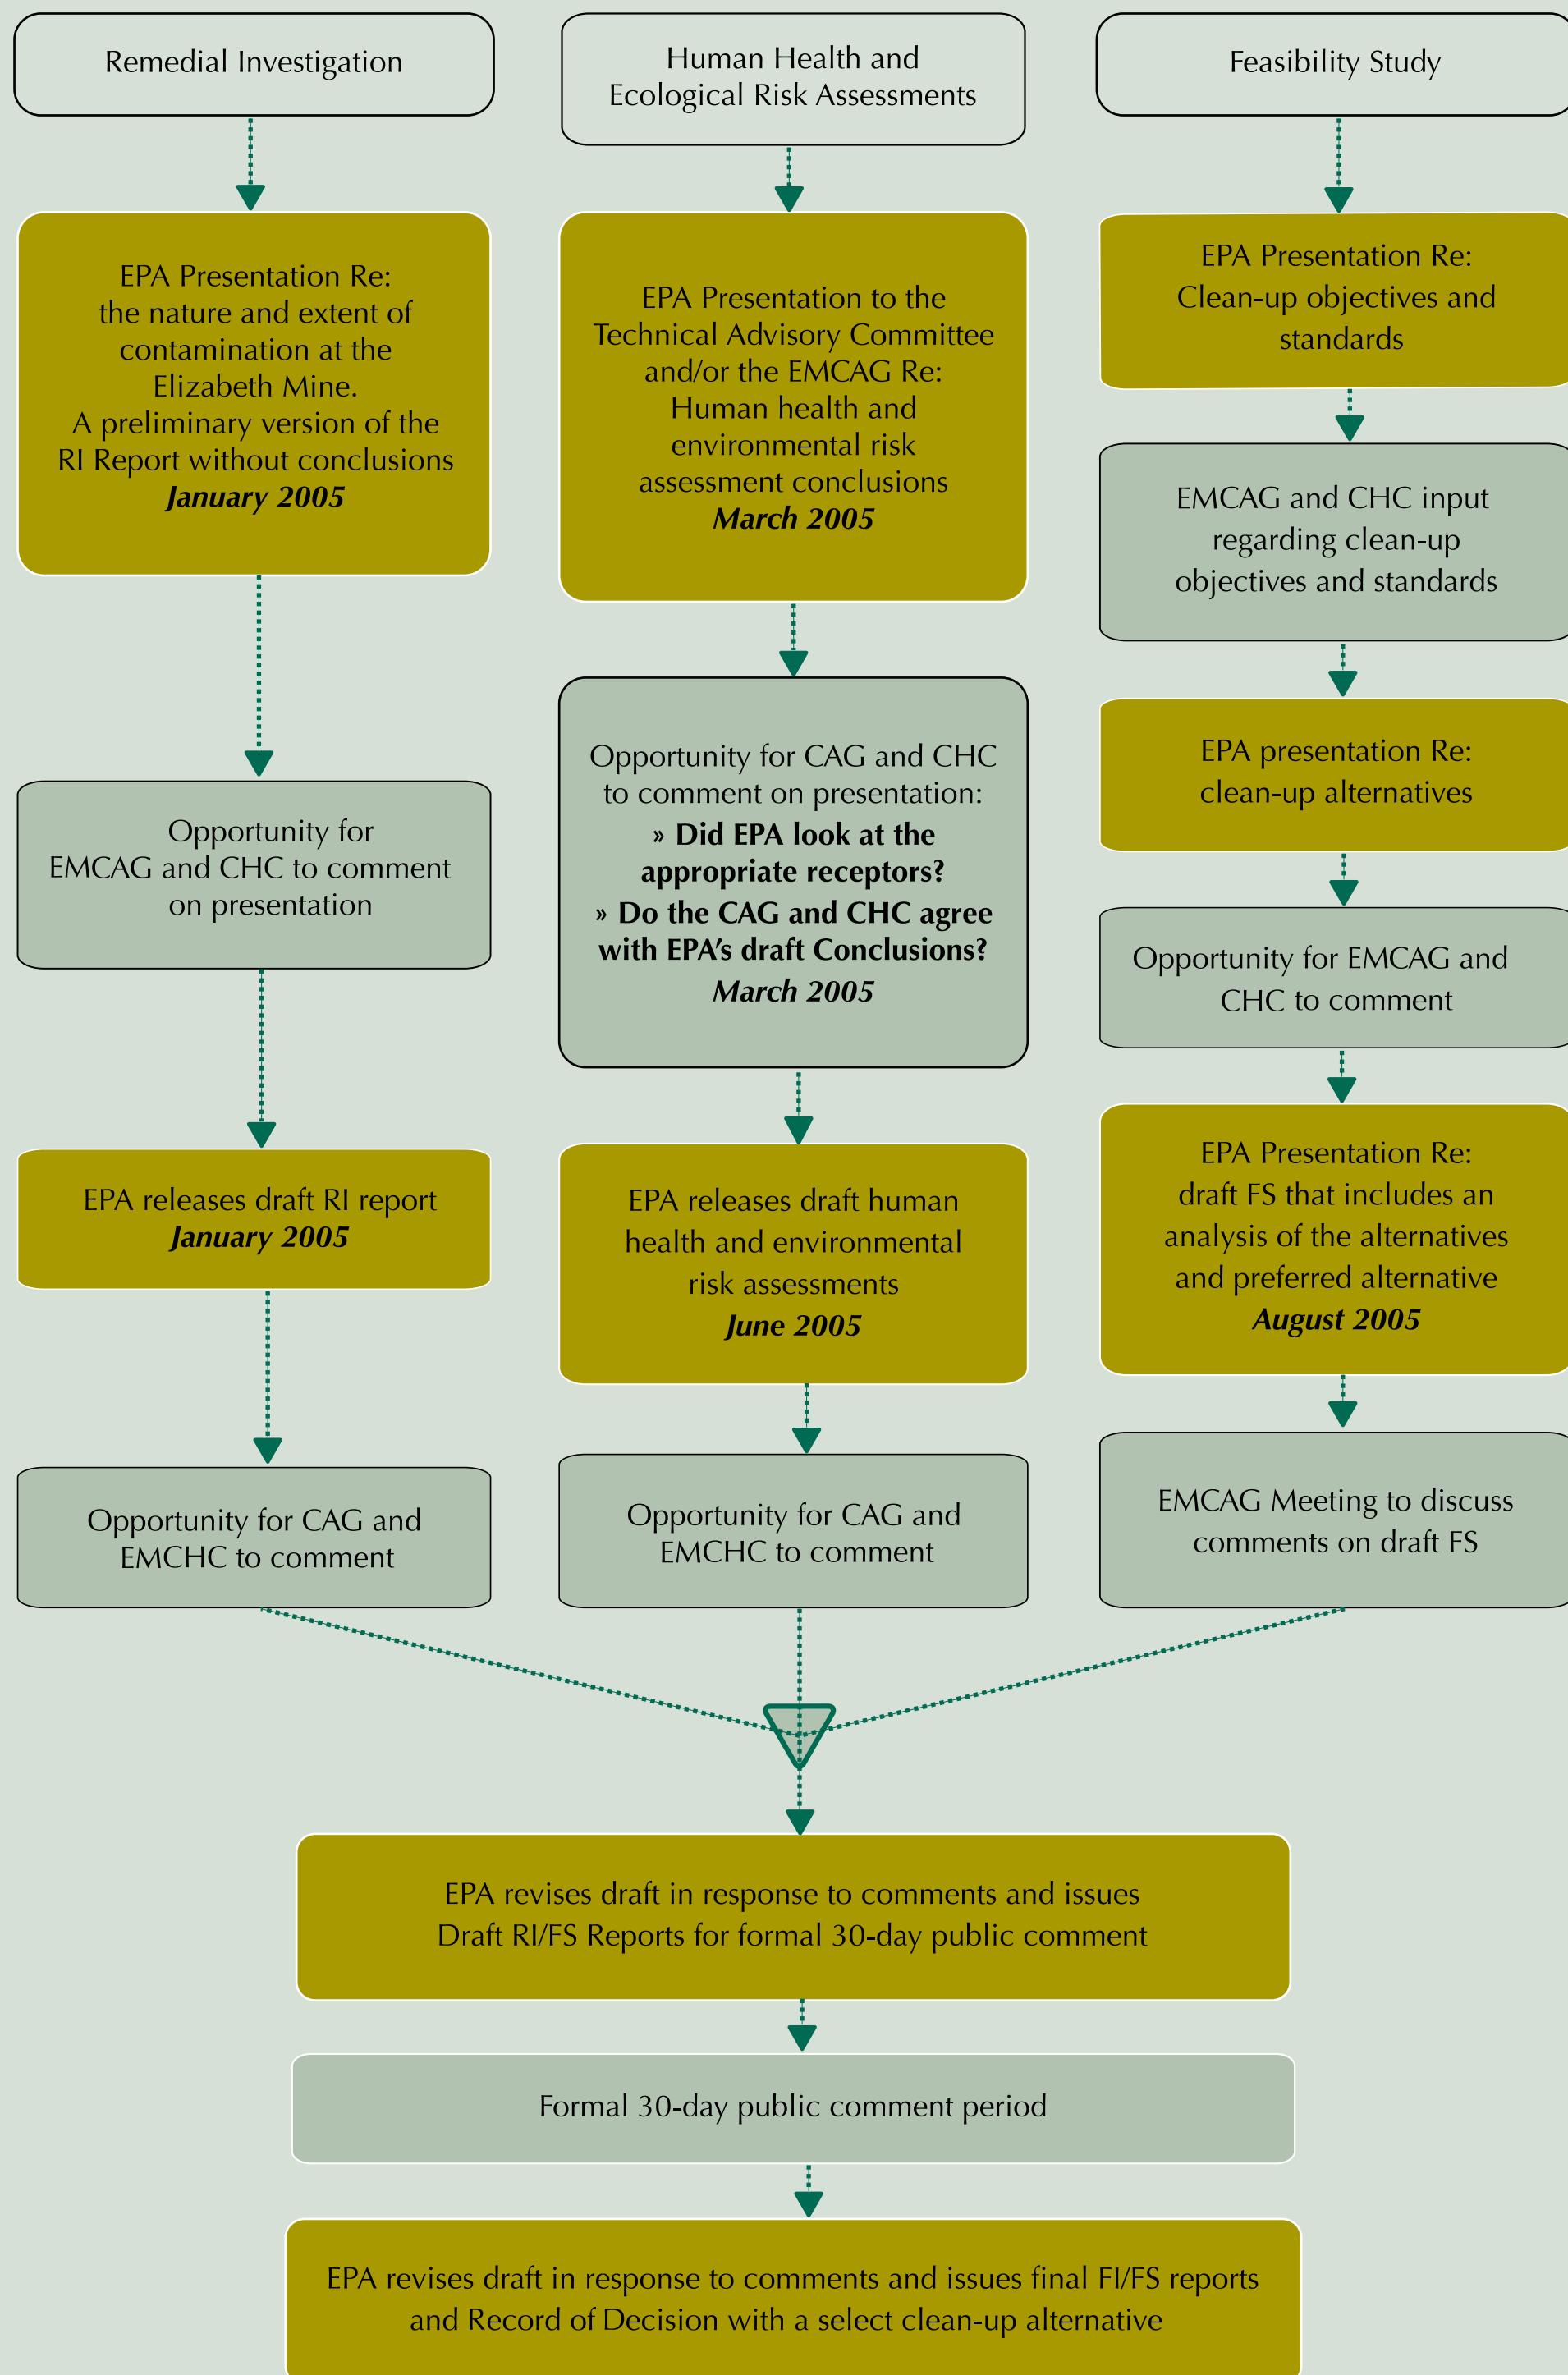 Remedial Investigation
EPA Presentation Re:
the nature and extent of
contamination at the
Elizabeth Mine.
A preliminary version of the
RI Report without conclusions
January 2005
Opportunity for
EMCAG and CHC to comment
on presentation
EPA releases draft RI report
January 2005
Opportunity for CAG and
EMCHC to comment
Human Health and
Ecological Risk Assessments
EPA Presentation to the
Technical Advisory Committee
and/or the EMCAG Re:
Human health and
environmental risk
assessment conclusions
March 2005
Opportunity for CAG and CHC
to comment on presentation:
» Did EPA look at the
appropriate receptors?
» Do the CAG and CHC agree
with EPA’s draft Conclusions?
March 2005
EPA releases draft human
health and environmental
risk assessments
June 2005
Opportunity for CAG and
EMCHC to comment
Feasibility Study
EPA Presentation Re:
Clean-up objectives and
standards
EMCAG and CHC input
regarding clean-up
objectives and standards
EPA presentation Re:
clean-up alternatives
Opportunity for EMCAG and
CHC to comment
EPA Presentation Re:
draft FS that includes an
analysis of the alternatives
and preferred alternative
August 2005
EMCAG Meeting to discuss
comments on draft FS
EPA revises draft in response to comments and issues
Draft RI/FS Reports for formal 30-day public comment
Formal 30-day public comment period
EPA revises draft in response to comments and issues final FI/FS reports
and Record of Decision with a select clean-up alternative